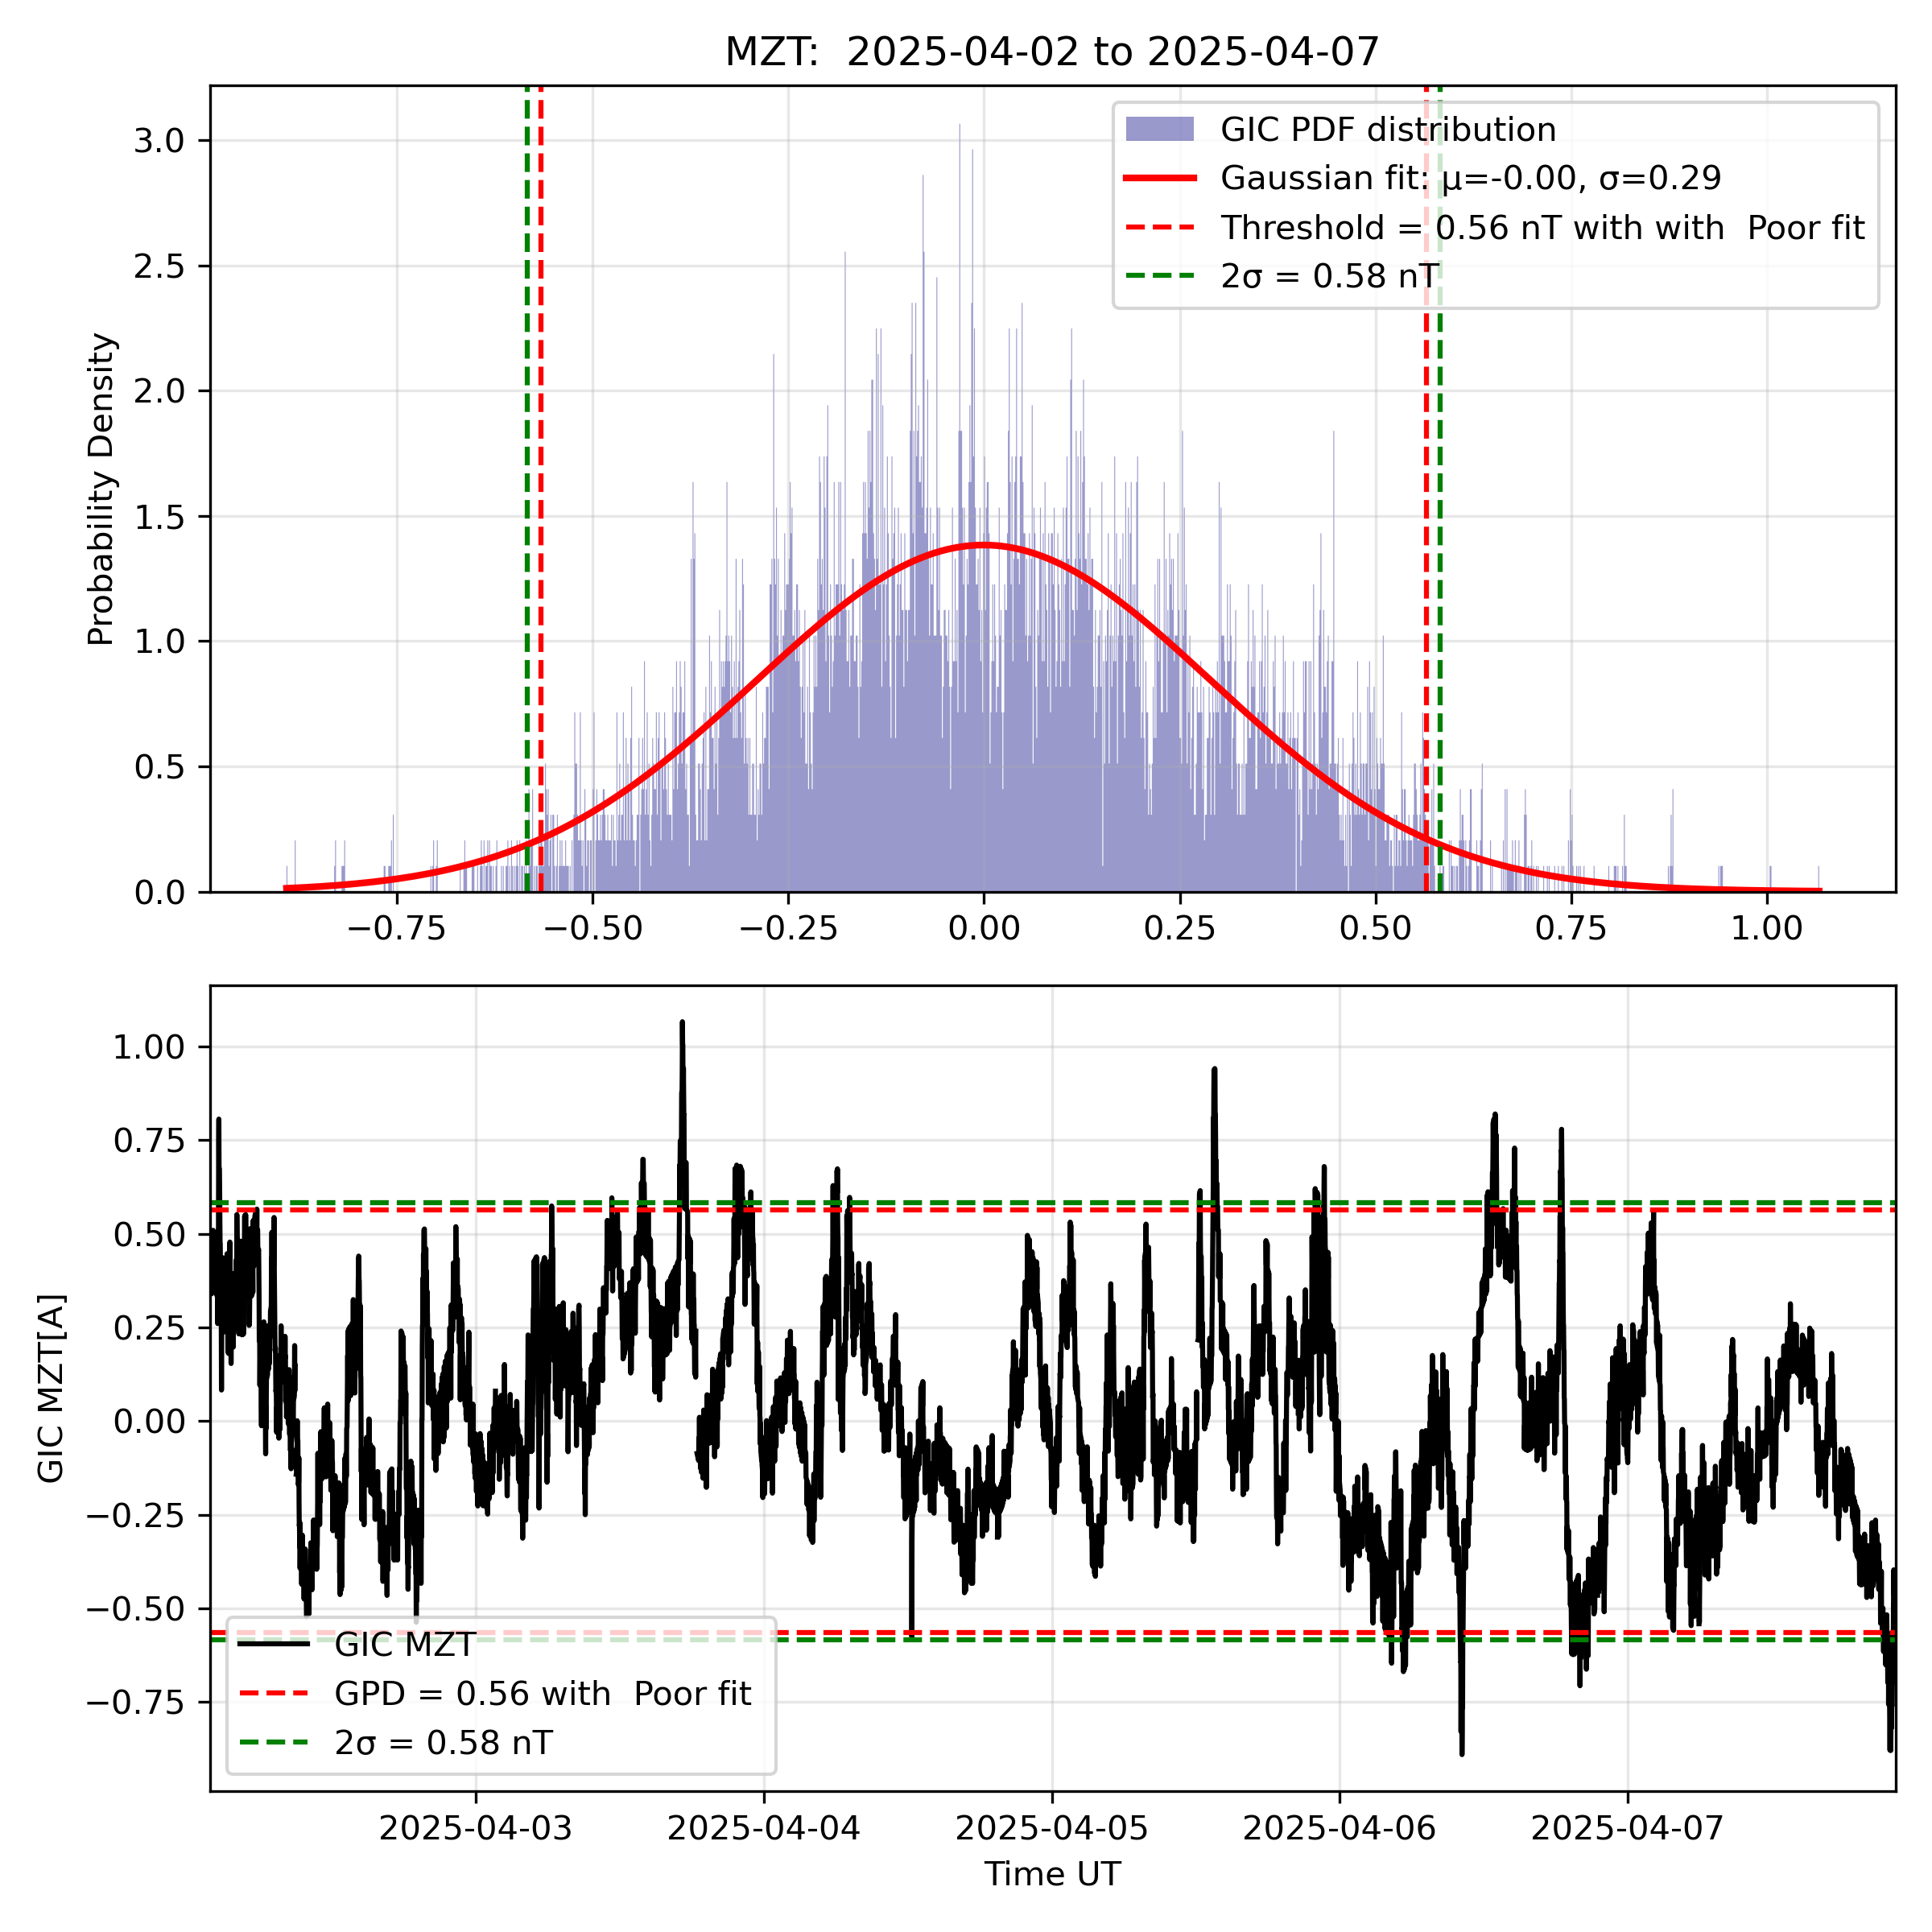 MZT:  2025-04-02 to 2025-04-07
GIC PDF distribution
Gaussian fit: μ=-0.00, σ=0.29
Threshold = 0.56 nT with with  Poor fit
2σ = 0.58 nT
Probability Density
3.0
2.5
2.0
1.5
1.0
0.5
0.0
−0.75 −0.50 −0.25 0.00 0.25 0.50 0.75 1.00
GIC MZT[A]
1.00
0.75
0.50
0.25
0.00
−0.25
−0.50
−0.75
GIC MZT
GPD = 0.56 with  Poor fit
2σ = 0.58 nT
2025-04-03 2025-04-04 2025-04-05 2025-04-06 2025-04-07
Time UT